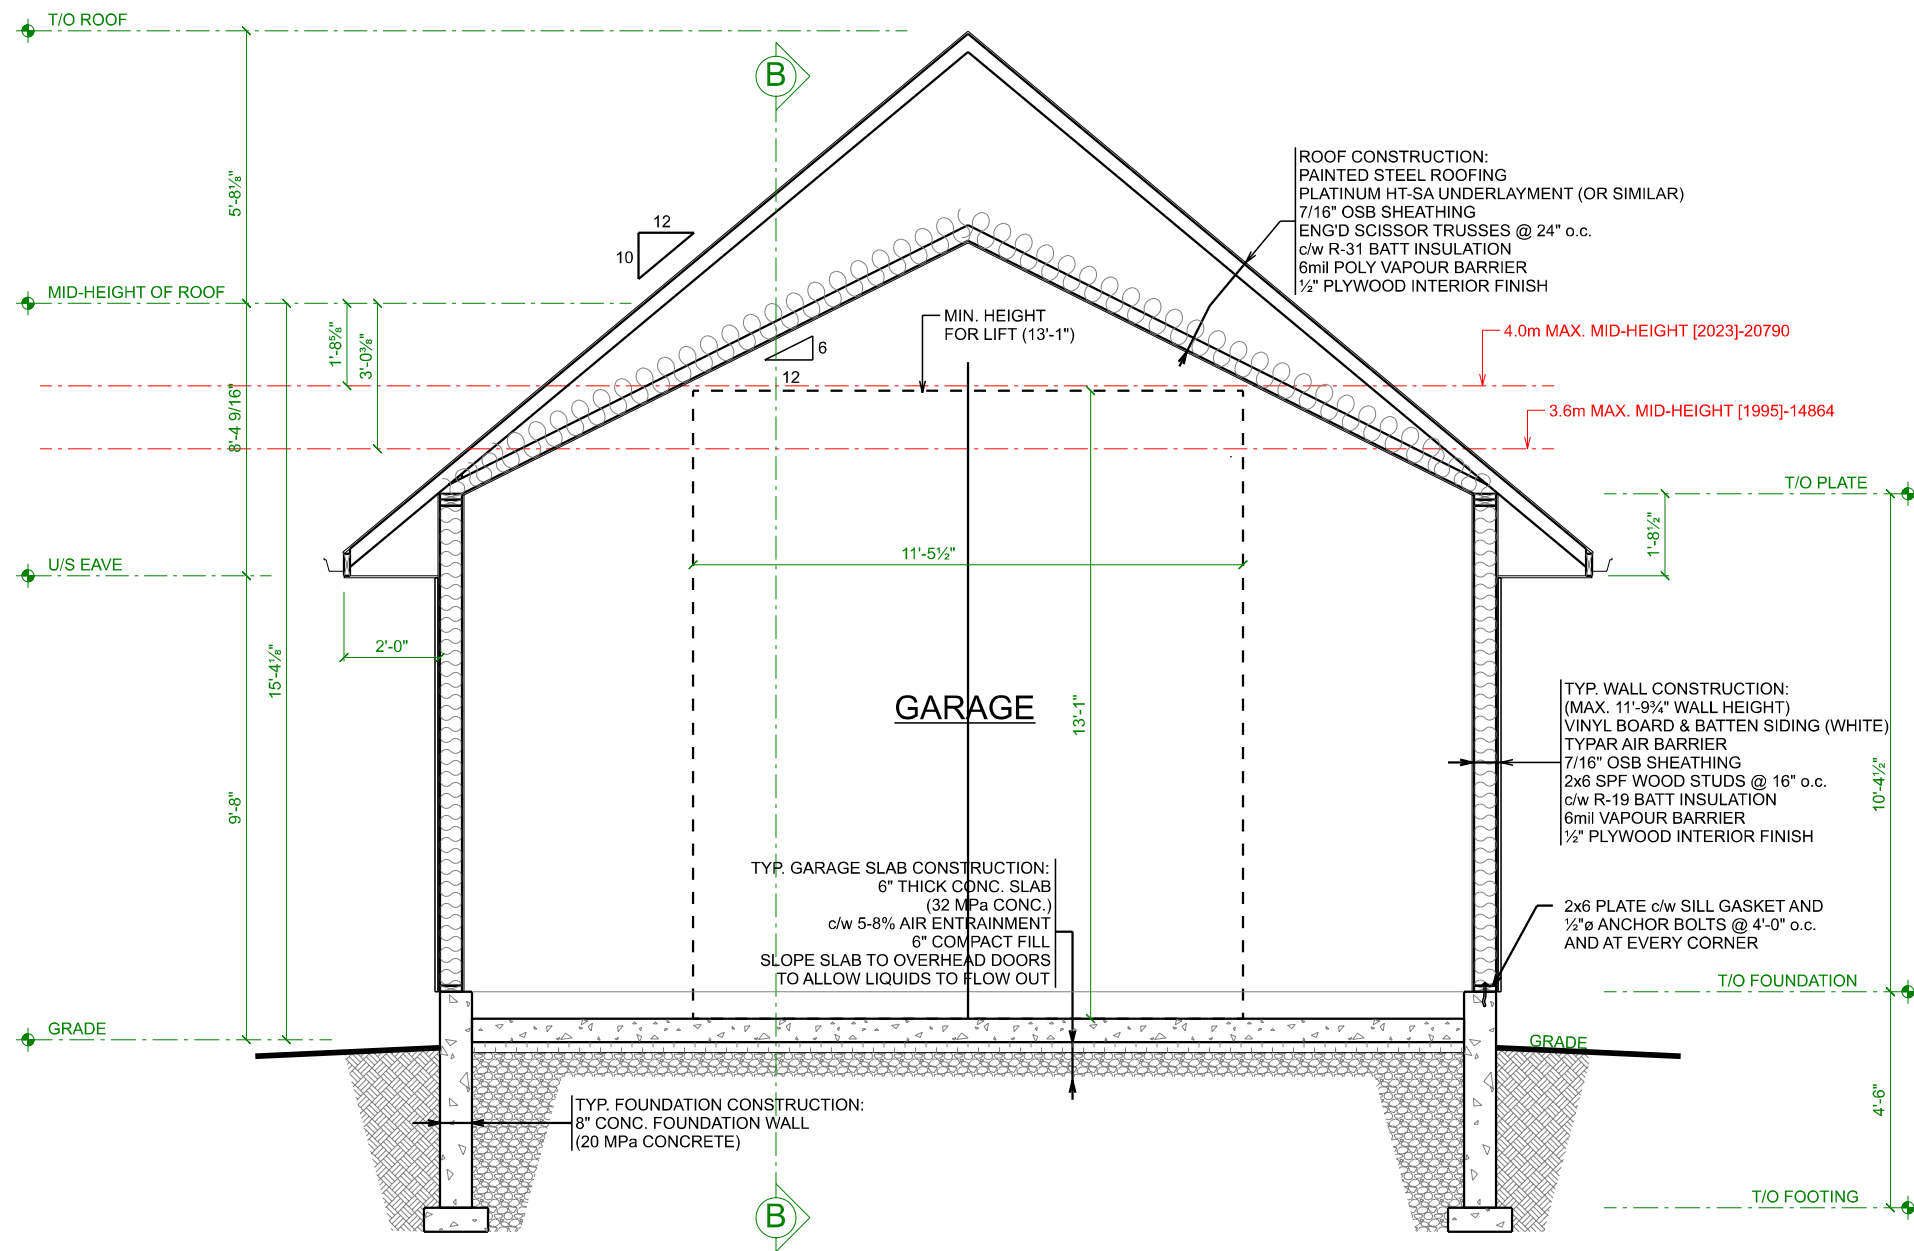 T/O ROOF
B
5'-8⅛"
ROOF CONSTRUCTION:
PAINTED STEEL ROOFING
PLATINUM HT-SA UNDERLAYMENT (OR SIMILAR)
7/16" OSB SHEATHING
ENG'D SCISSOR TRUSSES @ 24" o.c.
c/w R-31 BATT INSULATION
6mil POLY VAPOUR BARRIER
½" PLYWOOD INTERIOR FINISH
12
10
MID-HEIGHT OF ROOF
MIN. HEIGHT
FOR LIFT (13'-1")
1'-8⅝"
3'-0⅜"
6
12
4.0m MAX. MID-HEIGHT [2023]-20790
8'-4 9/16"
3.6m MAX. MID-HEIGHT [1995]-14864
T/O PLATE
1'-8½"
11'-5½"
U/S EAVE
2'-0"
15'-4⅛"
GARAGE
13'-1"
TYP. WALL CONSTRUCTION:
(MAX. 11'-9¾" WALL HEIGHT)
VINYL BOARD & BATTEN SIDING (WHITE)
TYPAR AIR BARRIER
7/16" OSB SHEATHING
2x6 SPF WOOD STUDS @ 16" o.c.
c/w R-19 BATT INSULATION
6mil VAPOUR BARRIER
½" PLYWOOD INTERIOR FINISH
10'-4½"
9'-8"
TYP. GARAGE SLAB CONSTRUCTION:
6" THICK CONC. SLAB
(32 MPa CONC.)
c/w 5-8% AIR ENTRAINMENT
6" COMPACT FILL
SLOPE SLAB TO OVERHEAD DOORS
TO ALLOW LIQUIDS TO FLOW OUT
2x6 PLATE c/w SILL GASKET AND
½"ø ANCHOR BOLTS @ 4'-0" o.c.
AND AT EVERY CORNER
T/O FOUNDATION
GRADE
GRADE
4'-6"
TYP. FOUNDATION CONSTRUCTION:
8" CONC. FOUNDATION WALL
(20 MPa CONCRETE)
T/O FOOTING
B